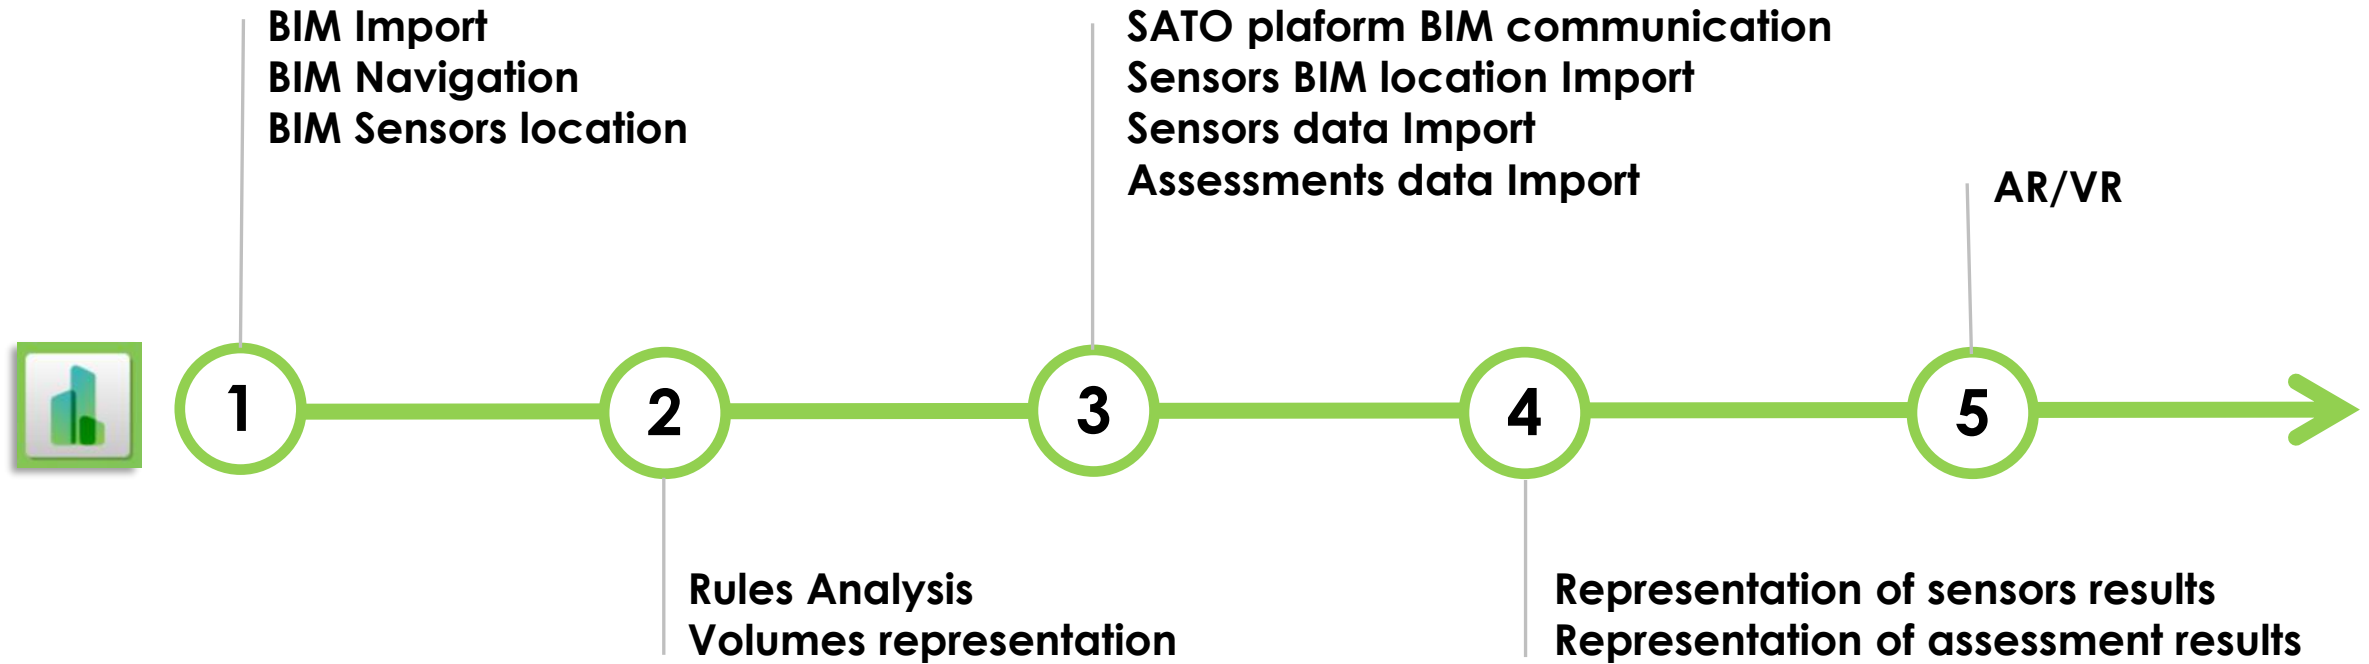 BIM Import
BIM Navigation
BIM Sensors location
SATO plaform BIM communication
Sensors BIM location Import
Sensors data Import
Assessments data Import
AR/VR
1
2
3
4
5
Rules Analysis
Volumes representation
Representation of sensors results
Representation of assessment results